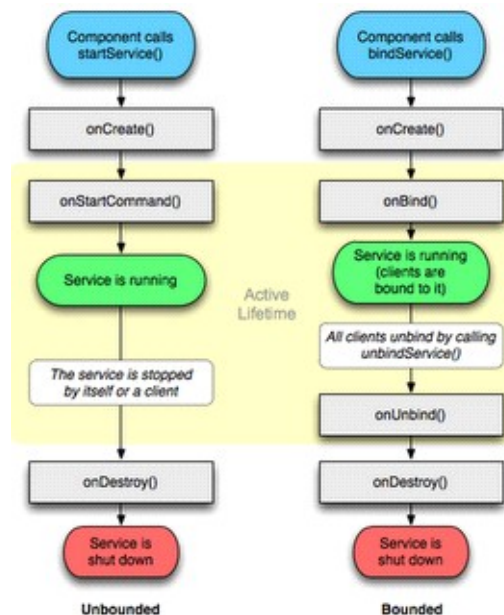 Component calls
startService()
onCreate()
onStartCommand()
Service is running
The service is stopped
by itself or a client
onDestroy()
Service is
shut down
Unbounded
Active
Lifetime
Component calls
bindService()
onCreate()
onBind()
Service is running
(clients are
bound to it)
All clients unbind by calling
unbindService()
onUnbind()
onDestroy()
Service is
shut down
Bounded